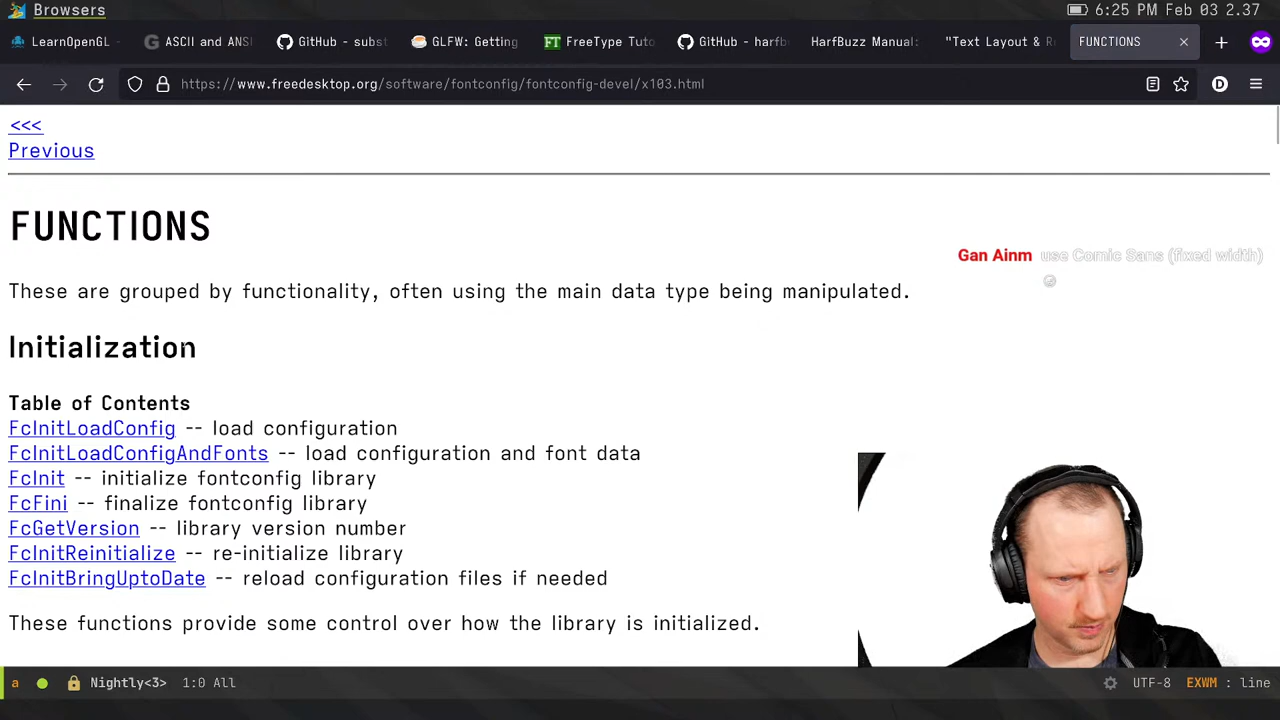 Browsers
6:25 PM Feb 03 2.37
LearnOpenGL -
ASCII and ANSI
GitHub - subst
GLFW: Getting
FreeType Tuto
GitHub - harfb
HarfBuzz Manual:
"Text Layout & R
FUNCTIONS
https://www.freedesktop.org/software/fontconfig/fontconfig-devel/x103.html
D
<<<
Previous
FUNCTIONS
Gan Ainm use Comic Sans (fixed width)
These are grouped by functionality, often using the main data type being manipulated.
Initialization
Table of Contents
FcInitLoadConfig -- load configuration
FcInitLoadConfigAndFonts -- load configuration and font data
FcInit -- initialize fontconfig library
FcFini -- finalize fontconfig library
FcGetVersion -- library version number
FcInitReinitialize -- re-initialize library
FcInitBringUptoDate -- reload configuration files if needed
These functions provide some control over how the library is initialized.
a Nightly<3> 1:0 All
UTF-8 EXWM : line